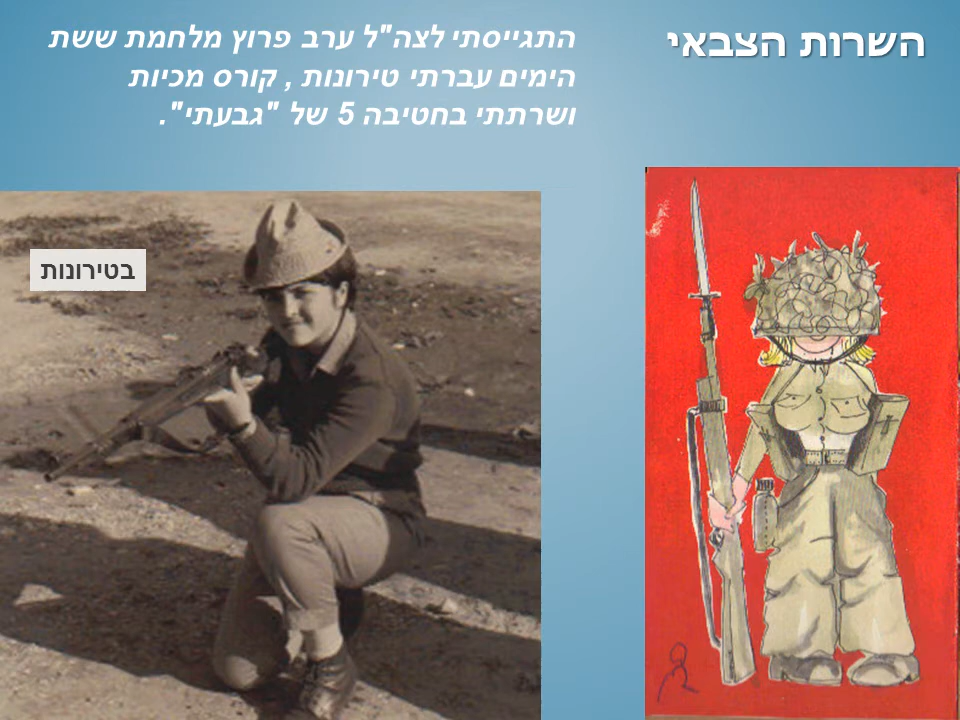 השרות הצבאי
התגייסתי לצה"ל ערב פרוץ מלחמת ששת
הימים עברתי טירונות , קורס מכיות
ושרתתי בחטיבה 5 של "גבעתי".
בטירונות